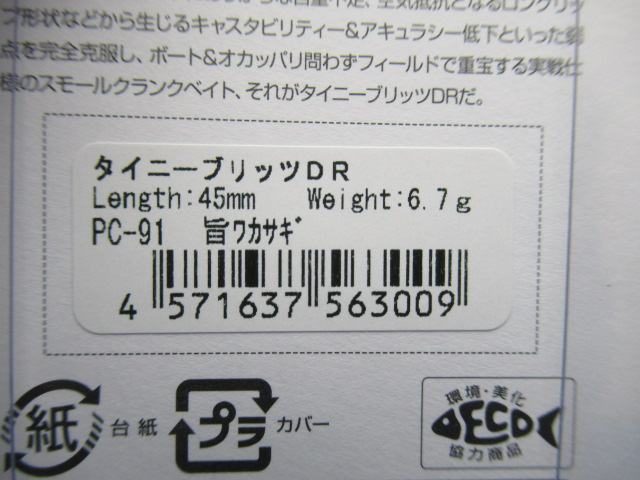 プ形状などから生じるキャスタビリティー&アキュラシー低下といった弱
点を完全克服し、ボート&オカッパリ問わずフィールドで重宝する実戦仕
様のスモールクランクベイト、それがタイニーブリッツDRだ。
タイニーブリッツDR
Length:45mm Weight:6.7g
PC-91 旨ワカサギ
4 571637 563009
紙 台紙 プラ カバー
環境・美化
ECO
協力商品